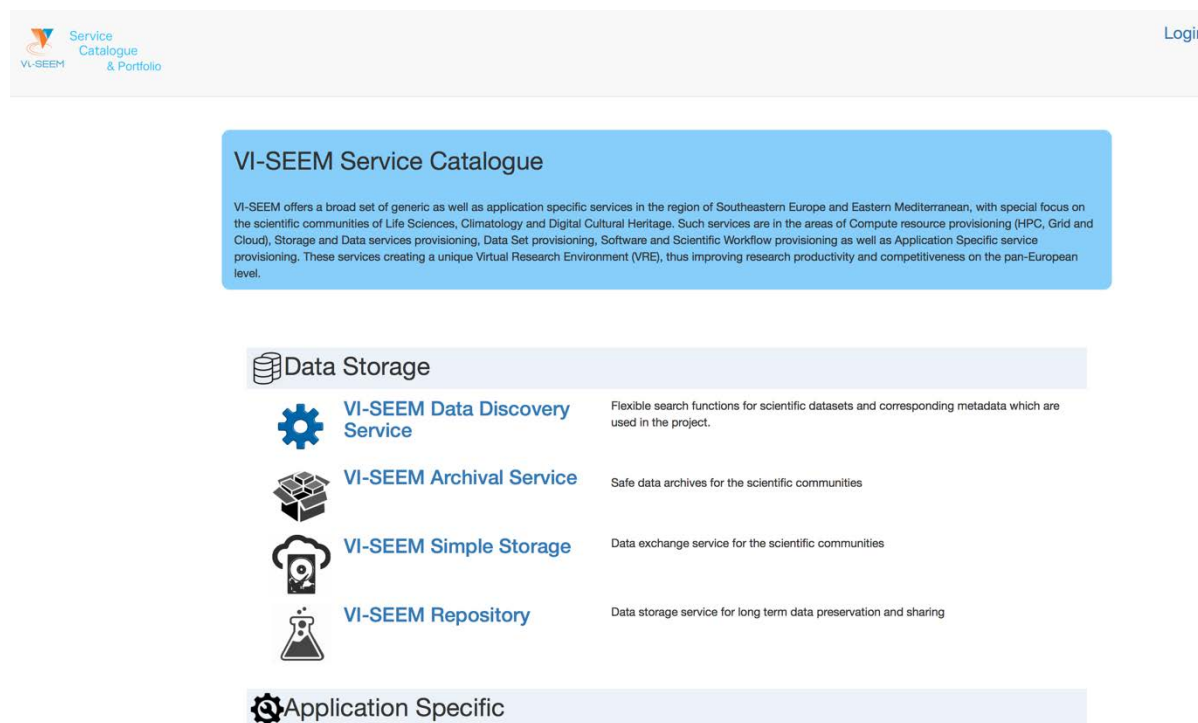 Service
Catalogue
& Portfolio
VI-SEEM
Login
VI-SEEM Service Catalogue
VI-SEEM offers a broad set of generic as well as application specific services in the region of Southeastern Europe and Eastern Mediterranean, with special focus on
the scientific communities of Life Sciences, Climatology and Digital Cultural Heritage. Such services are in the areas of Compute resource provisioning (HPC, Grid and
Cloud), Storage and Data services provisioning, Data Set provisioning, Software and Scientific Workflow provisioning as well as Application Specific service
provisioning. These services creating a unique Virtual Research Environment (VRE), thus improving research productivity and competitiveness on the pan-European
level.
Data Storage
VI-SEEM Data Discovery
Service
Flexible search functions for scientific datasets and corresponding metadata which are
used in the project.
VI-SEEM Archival Service
Safe data archives for the scientific communities
VI-SEEM Simple Storage
Data exchange service for the scientific communities
VI-SEEM Repository
Data storage service for long term data preservation and sharing
Application Specific